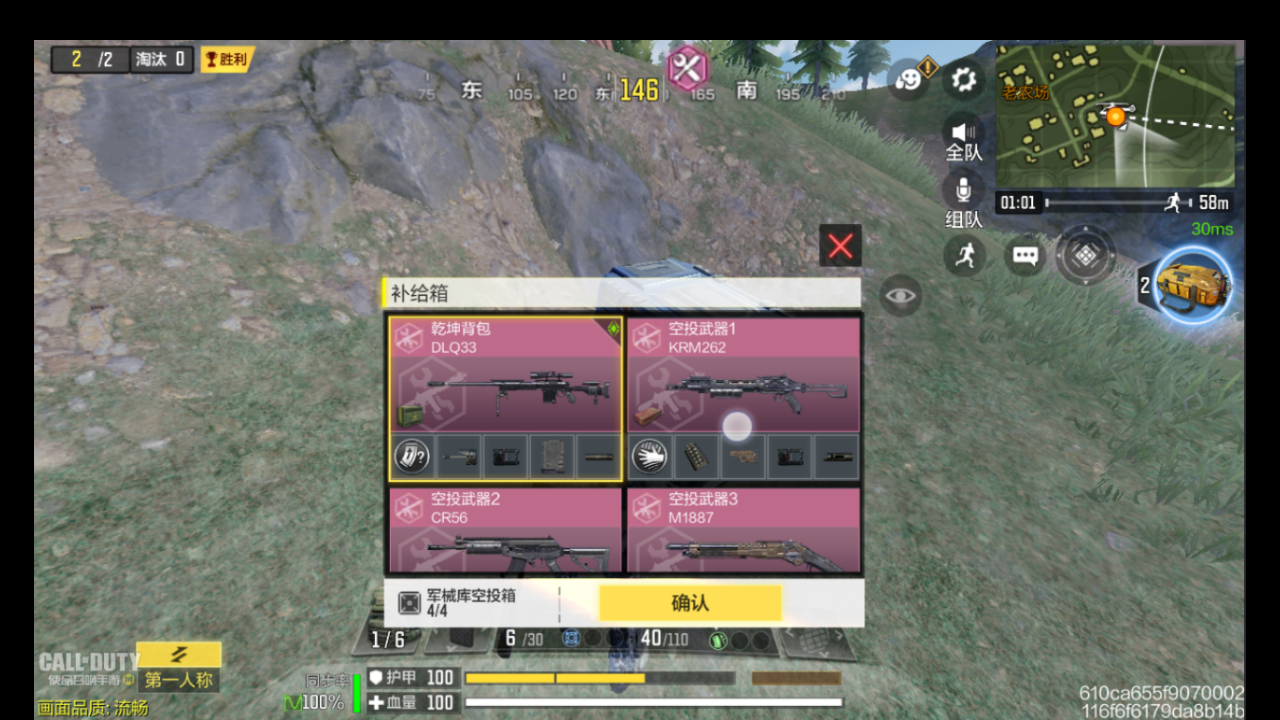 2 /2
淘汰 0
胜利
75 东 105 120 东 146 165 南 195 210
老农场
全队
01:01
58m
组队
30ms
2
补给箱
乾坤背包
DLQ33
空投武器1
KRM262
空投武器2
CR56
空投武器3
M1887
军械库空投箱
4/4
确认
1/6
6 /30
40/110
CALL·DUTY
使命召唤手游
第一人称
画面品质: 流畅
同步率
100%
护甲 100
血量 100
610ca655f9070002
116f6f6179da8b14b